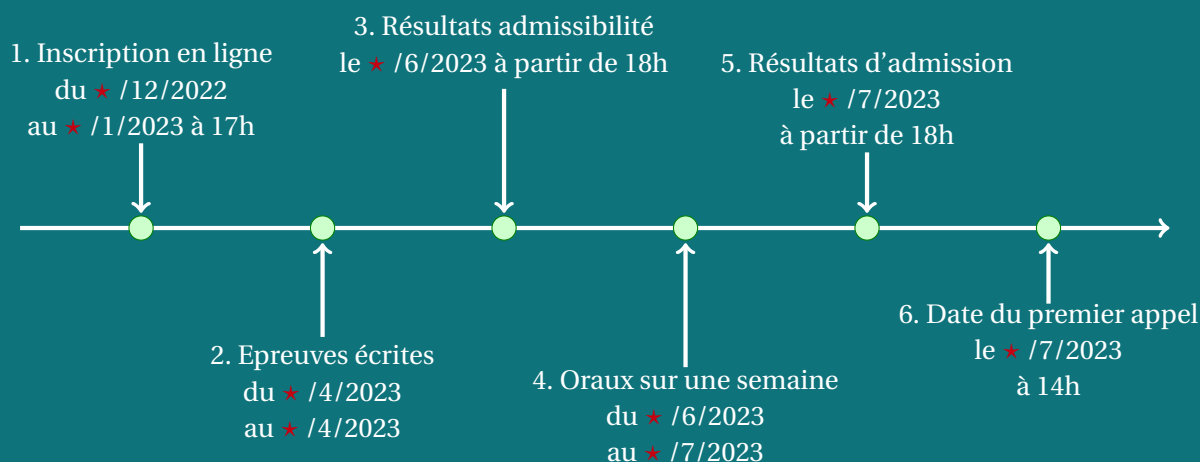 1. Inscription en ligne
du ★ /12/2022
au ★ /1/2023 à 17h
2. Epreuves écrites
du ★ /4/2023
au ★ /4/2023
3. Résultats admissibilité
le ★ /6/2023 à partir de 18h
4. Oraux sur une semaine
du ★ /6/2023
au ★ /7/2023
5. Résultats d'admission
le ★ /7/2023
à partir de 18h
6. Date du premier appel
le ★ /7/2023
à 14h